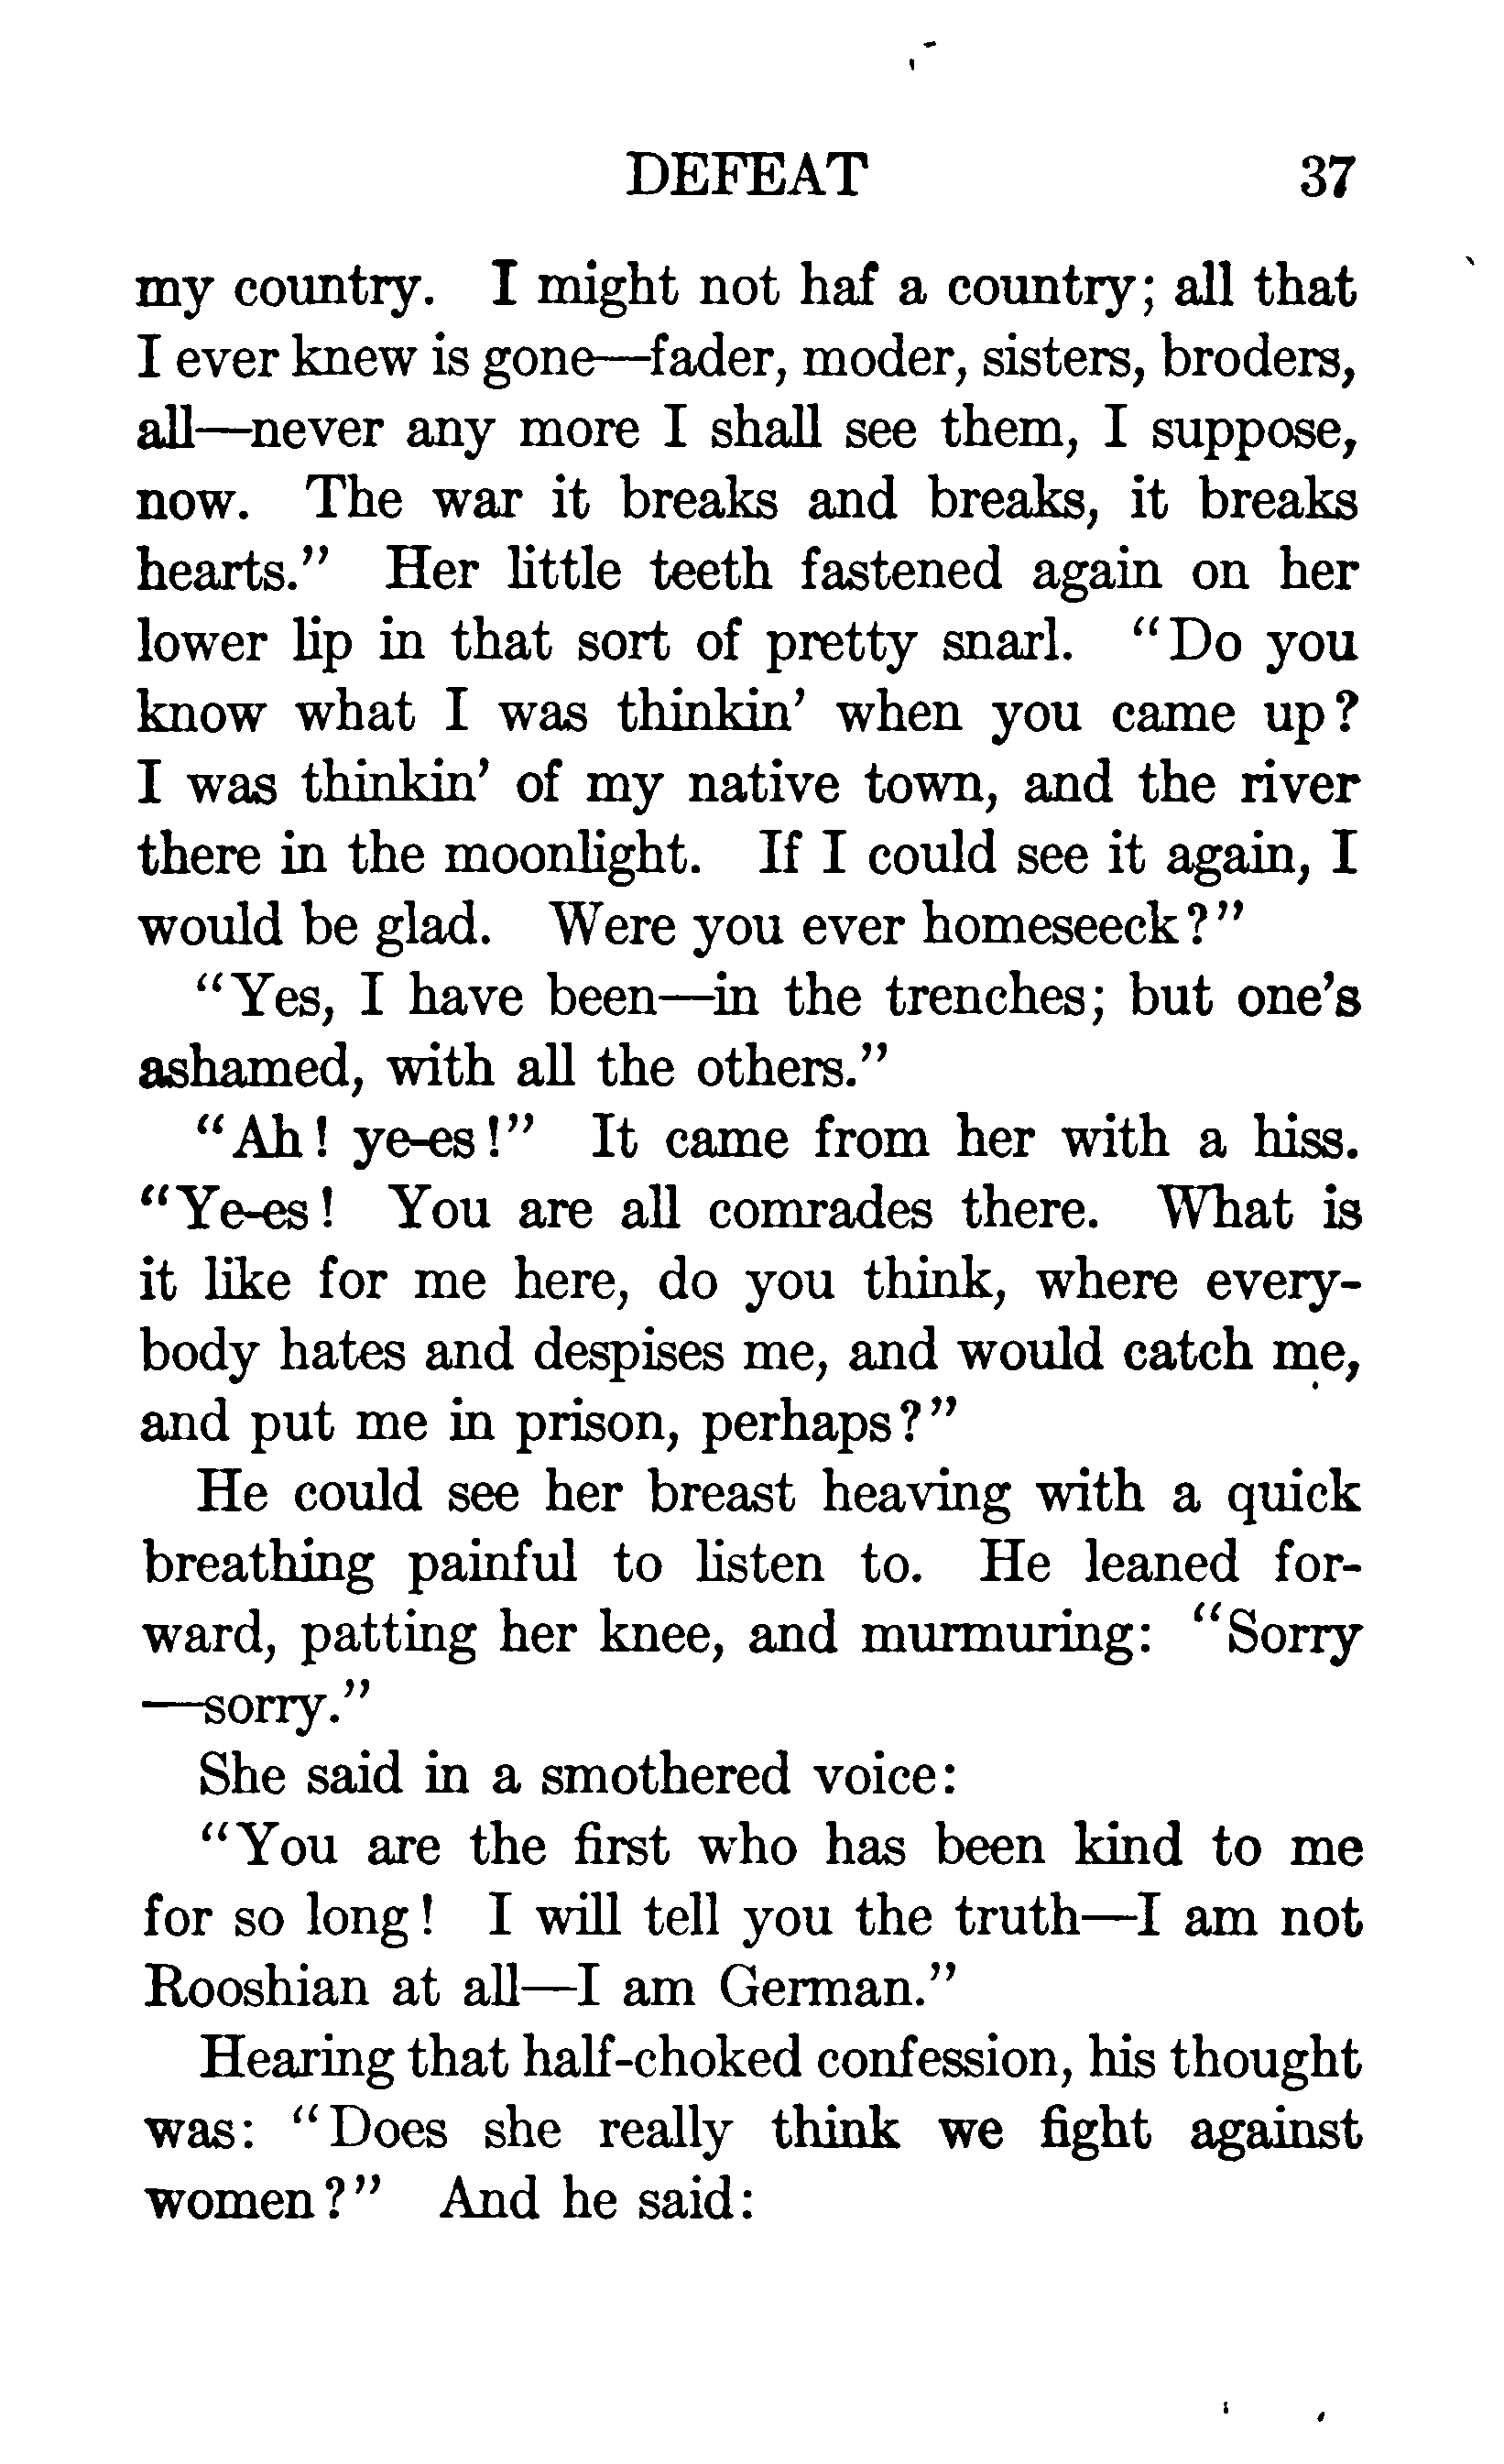 DEFEAT 37
my country. I might not haf a country; all that
I ever knew is gone—fader, moder, sisters, broders,
all—never any more I shall see them, I suppose,
now. The war it breaks and breaks, it breaks
hearts.” Her little teeth fastened again on her
lower lip in that sort of pretty snarl. “Do you
know what I was thinkin’ when you came up?
I was thinkin’ of my native town, and the river
there in the moonlight. If I could see it again, I
would be glad. Were you ever homeseeck?”
“Yes, I have been—in the trenches; but one’s
ashamed, with all the others.”
“Ah! ye-es!” It came from her with a hiss.
“Ye-es! You are all comrades there. What is
it like for me here, do you think, where every-
body hates and despises me, and would catch me,
and put me in prison, perhaps?”
He could see her breast heaving with a quick
breathing painful to listen to. He leaned for-
ward, patting her knee, and murmuring: “Sorry
—sorry.”
She said in a smothered voice:
“You are the first who has been kind to me
for so long! I will tell you the truth—I am not
Rooshian at all—I am German.”
Hearing that half-choked confession, his thought
was: “Does she really think we fight against
women?” And he said: